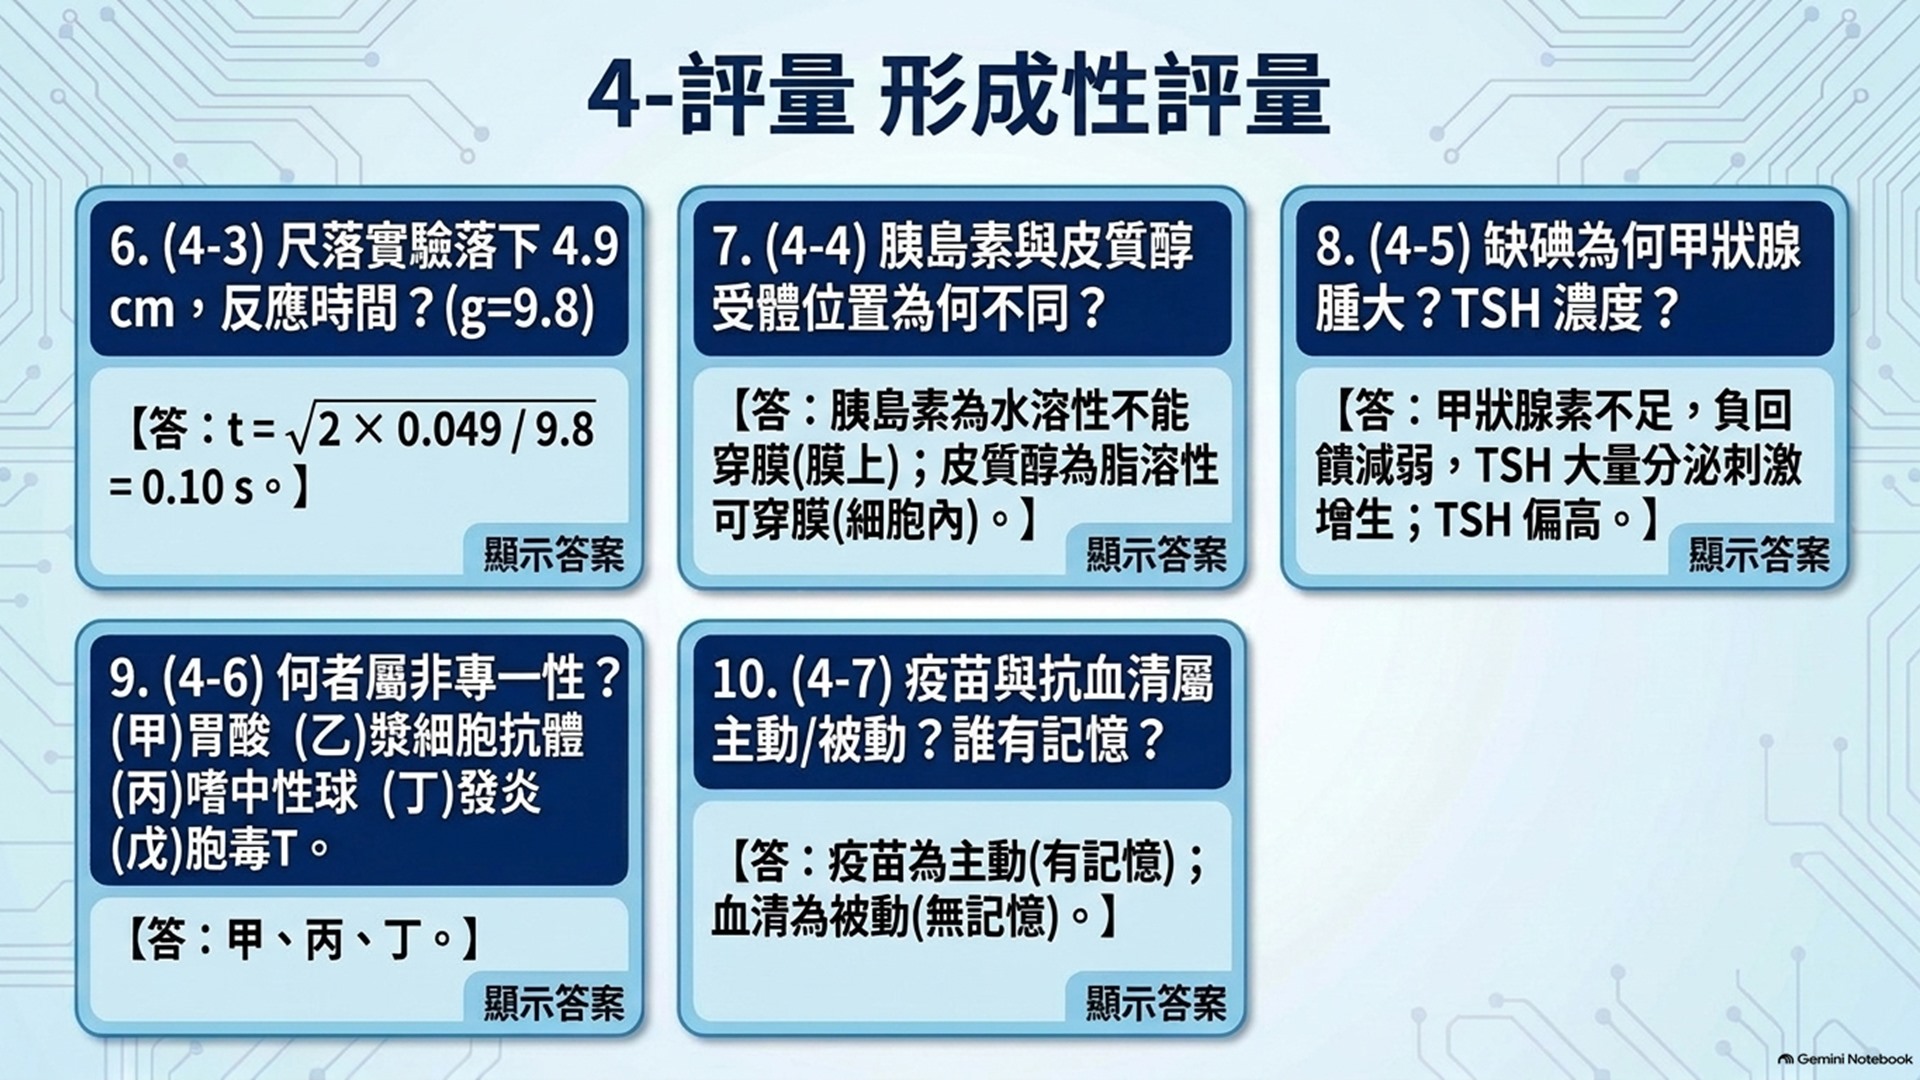 4-評量 形成性評量
6. (4-3) 尺落實驗落下 4.9
cm，反應時間？(g=9.8)
【答：t = √2 × 0.049 / 9.8
= 0.10 s。】
顯示答案
7. (4-4) 胰島素與皮質醇
受體位置為何不同？
【答：胰島素為水溶性不能
穿膜(膜上)；皮質醇為脂溶性
可穿膜(細胞內)。】
顯示答案
8. (4-5) 缺碘為何甲狀腺
腫大？TSH 濃度？
【答：甲狀腺素不足，負回
饋減弱，TSH 大量分泌刺激
增生；TSH 偏高。】
顯示答案
9. (4-6) 何者屬非專一性？
(甲)胃酸 (乙)漿細胞抗體
(丙)嗜中性球 (丁)發炎
(戊)胞毒T。
【答：甲、丙、丁。】
顯示答案
10. (4-7) 疫苗與抗血清屬
主動/被動？誰有記憶？
【答：疫苗為主動(有記憶)；
血清為被動(無記憶)。】
顯示答案
Gemini Notebook